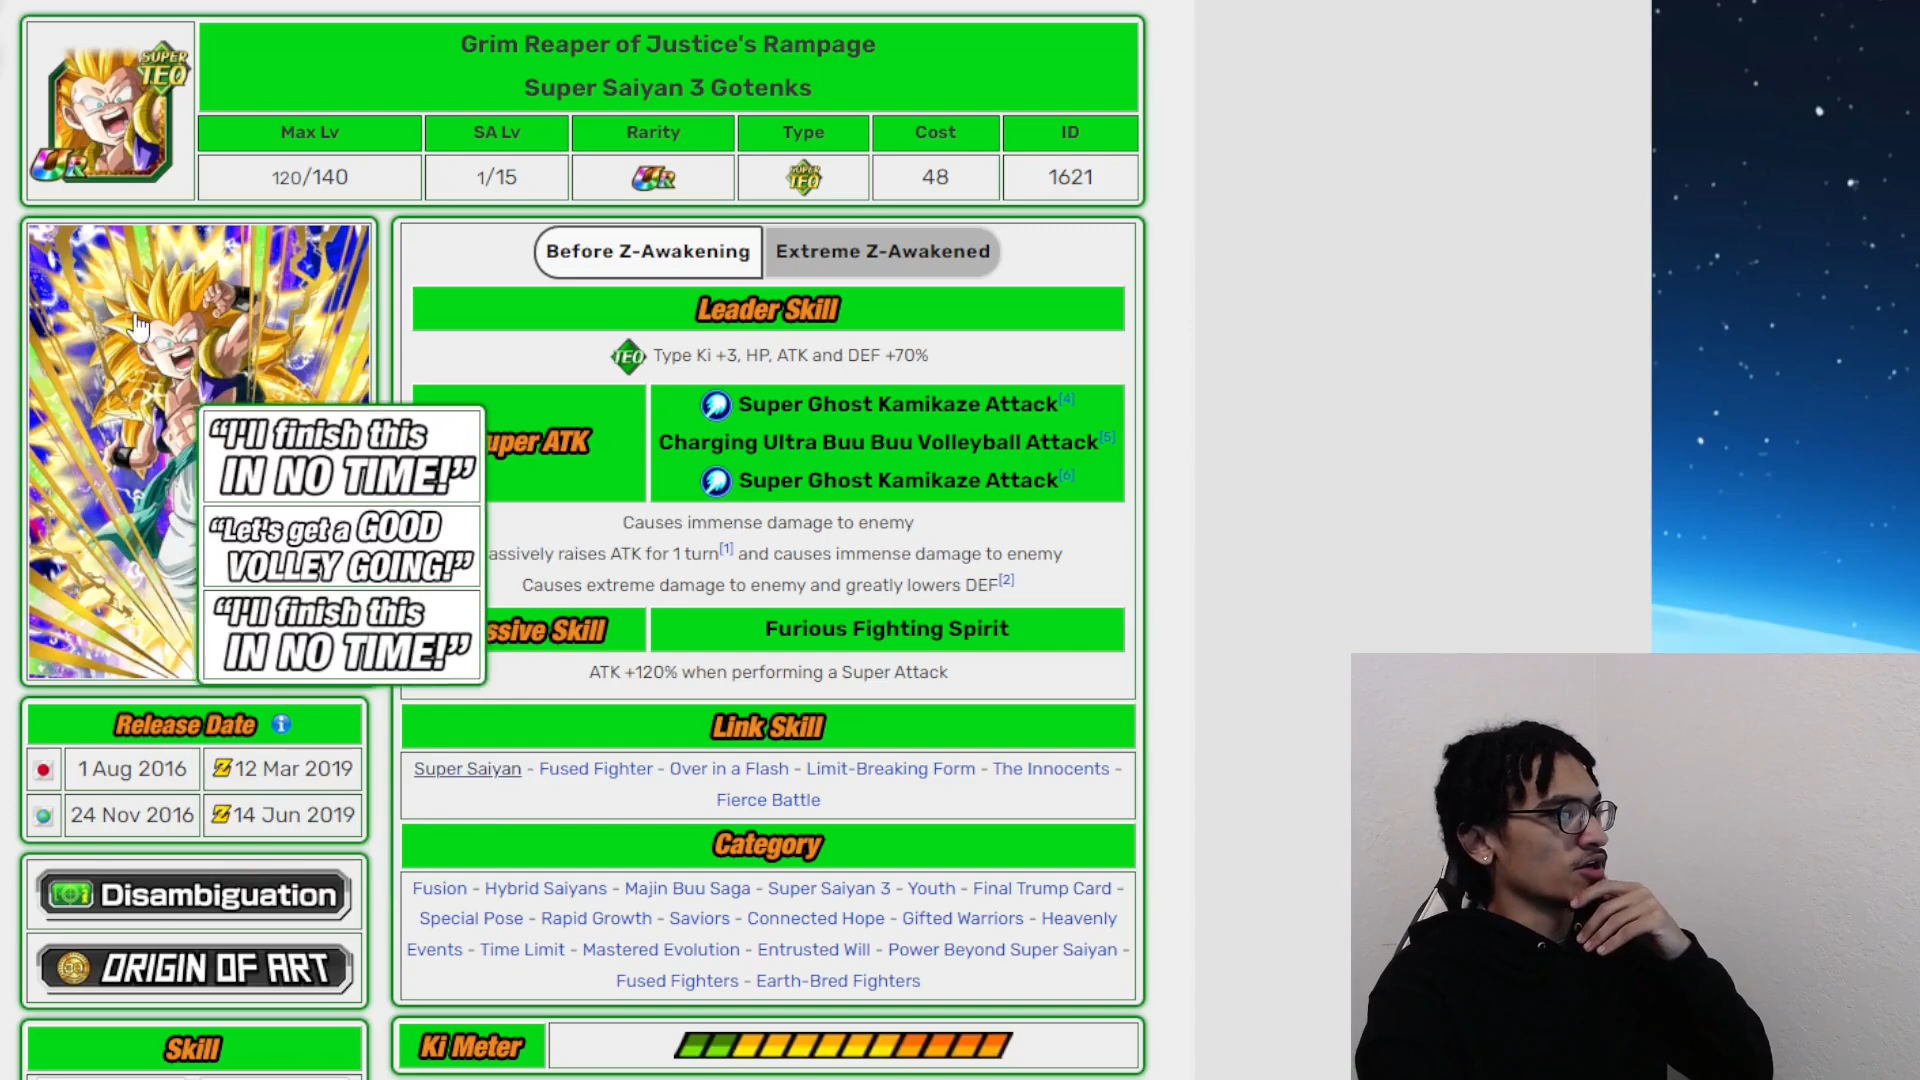 Grim Reaper of Justice's Rampage
Super Saiyan 3 Gotenks
SUPER TEQ
UR
Max Lv SA Lv Rarity Type Cost ID
120/140 1/15 UR SUPER TEQ 48 1621
Before Z-Awakening Extreme Z-Awakened
Leader Skill
TEQ Type Ki +3, HP, ATK and DEF +70%
uper ATK
Super Ghost Kamikaze Attack[4]
Charging Ultra Buu Buu Volleyball Attack[5]
Super Ghost Kamikaze Attack[6]
"I'll finish this
IN NO TIME!"
"Let's get a GOOD
VOLLEY GOING!"
"I'll finish this
IN NO TIME!"
Causes immense damage to enemy
assively raises ATK for 1 turn[1] and causes immense damage to enemy
Causes extreme damage to enemy and greatly lowers DEF[2]
ssive Skill
Furious Fighting Spirit
ATK +120% when performing a Super Attack
Link Skill
Super Saiyan - Fused Fighter - Over in a Flash - Limit-Breaking Form - The Innocents -
Fierce Battle
Category
Fusion - Hybrid Saiyans - Majin Buu Saga - Super Saiyan 3 - Youth - Final Trump Card -
Special Pose - Rapid Growth - Saviors - Connected Hope - Gifted Warriors - Heavenly
Events - Time Limit - Mastered Evolution - Entrusted Will - Power Beyond Super Saiyan -
Fused Fighters - Earth-Bred Fighters
Ki Meter
Release Date i
1 Aug 2016 Z 12 Mar 2019
24 Nov 2016 Z 14 Jun 2019
Disambiguation
ORIGIN OF ART
Skill